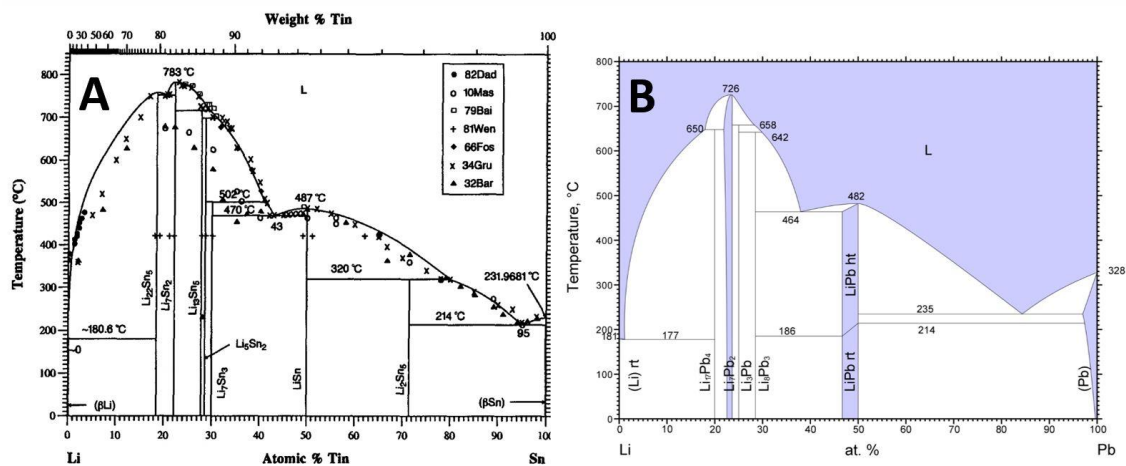 Weight % Tin
0 30 50 60 70 80 90 100
A
783 °C
L
82Dad
10Mas
79Bai
81Wen
66Fos
34Gru
32Bar
800
700
600
500
400
300
200
100
0
Temperature (°C)
502 °C
487 °C
470 °C
43
320 °C
231.9681 °C
214 °C
95
~180.6 °C
Li22Sn5
Li7Sn2
Li13Sn5
Li5Sn2
Li7Sn3
LiSn
Li2Sn5
(βLi)
(βSn)
0 10 20 30 40 50 60 70 80 90 100
Li Atomic % Tin Sn
B
800
700
600
500
400
300
200
100
0
Temperature, °C
726
650
658
642
L
482
464
328
235
214
186
181
177
(Li) rt
Li17Pb4
Li7Pb2
Li3Pb
Li8Pb3
LiPb ht
LiPb rt
(Pb)
0 10 20 30 40 50 60 70 80 90 100
Li at. % Pb